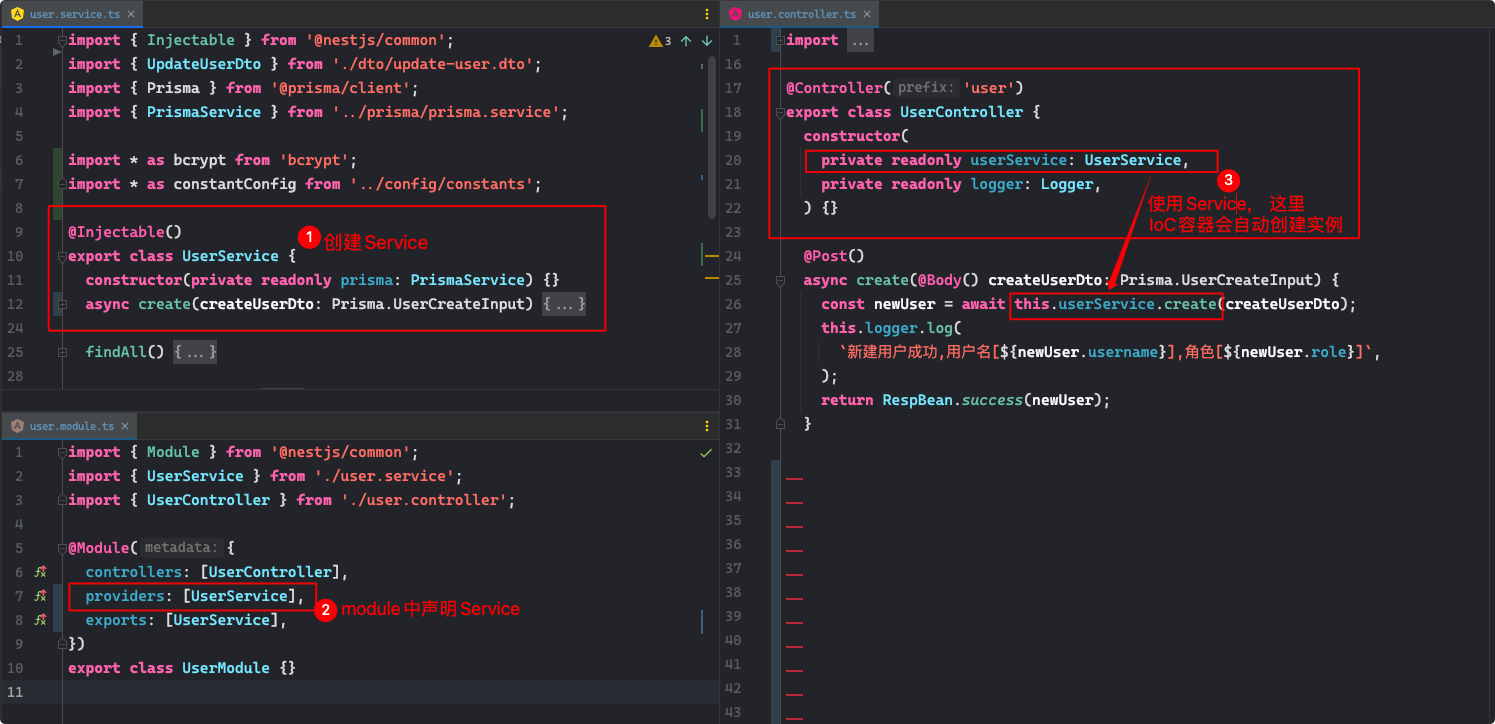 user.service.ts ×
1 import { Injectable } from '@nestjs/common';
3
2 import { UpdateUserDto } from './dto/update-user.dto';
3 import { Prisma } from '@prisma/client';
4 import { PrismaService } from '../prisma/prisma.service';
5
6 import * as bcrypt from 'bcrypt';
7 import * as constantConfig from '../config/constants';
8
9 @Injectable()
1 创建 Service
10 export class UserService {
11 constructor(private readonly prisma: PrismaService) {}
12 async create(createUserDto: Prisma.UserCreateInput) {...}
24
25 findAll() {...}
28
user.module.ts ×
1 import { Module } from '@nestjs/common';
2 import { UserService } from './user.service';
3 import { UserController } from './user.controller';
4
5 @Module( metadata: {
6 controllers: [UserController],
7 providers: [UserService],
2 module 中声明 Service
8 exports: [UserService],
9 })
10 export class UserModule {}
11
user.controller.ts ×
1 import ...
16
17 @Controller( prefix: 'user')
18 export class UserController {
19 constructor(
20 private readonly userService: UserService,
21 private readonly logger: Logger,
3
22 ) {}
使用 Service， 这里
IoC 容器会自动创建实例
23
24 @Post()
25 async create(@Body() createUserDto: Prisma.UserCreateInput) {
26 const newUser = await this.userService.create(createUserDto);
27 this.logger.log(
28 `新建用户成功,用户名[${newUser.username}],角色[${newUser.role}]`,
29 );
30 return RespBean.success(newUser);
31 }
32
33
34
35
36
37
38
39
40
41
42
43